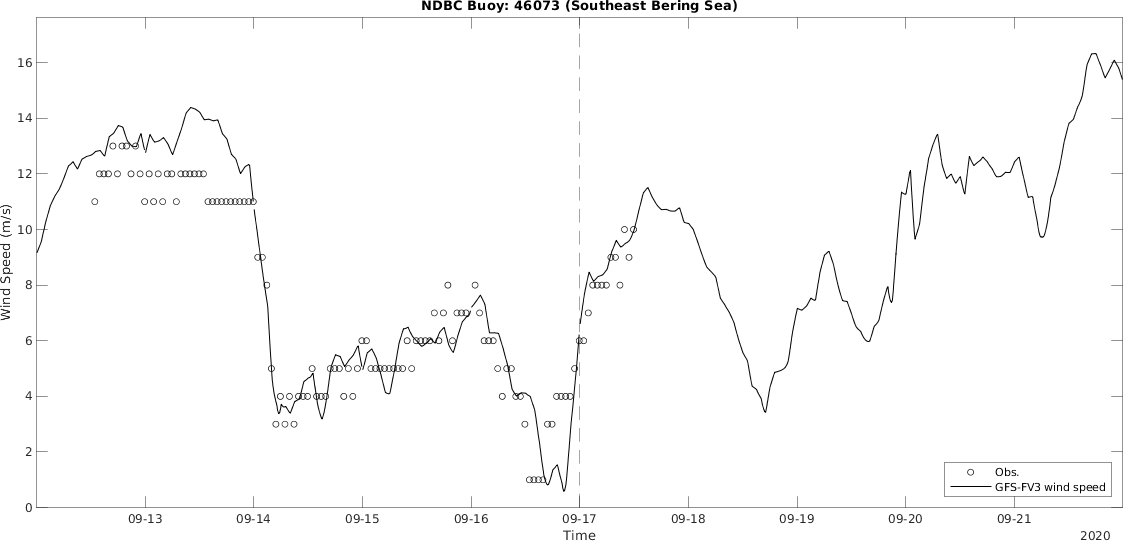 NDBC Buoy: 46073 (Southeast Bering Sea)
Wind Speed (m/s)
16
14
12
10
8
6
4
2
0
Obs.
GFS-FV3 wind speed
09-13 09-14 09-15 09-16 09-17 09-18 09-19 09-20 09-21
Time
2020